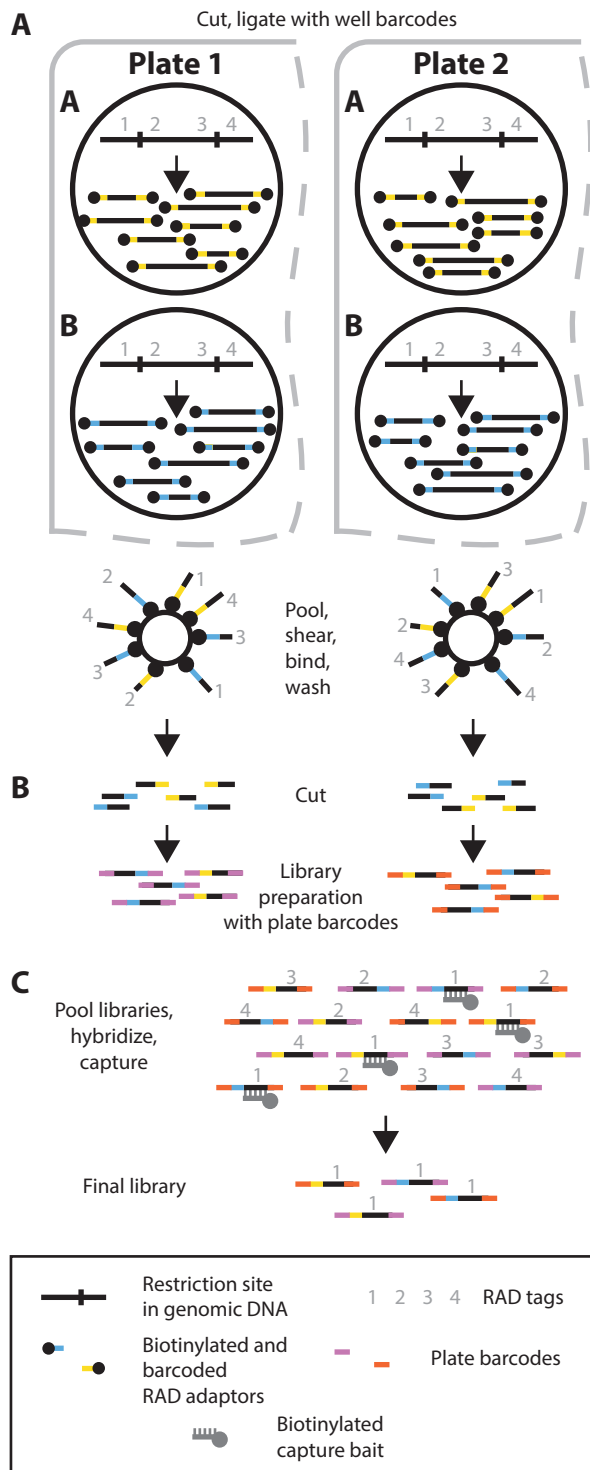 A
Cut, ligate with well barcodes
Plate 1
Plate 2
A
1 2 3 4
A
1 2 3 4
B
1 2 3 4
B
1 2 3 4
2 1 4 3 1 2 3 4
Pool,
shear,
bind,
wash
3 1 2 4 3 4 2 1
B
Cut
Library
preparation
with plate barcodes
C
Pool libraries,
hybridize,
capture
3 2 1 2
4 2 4 1
4 1 3 3
1 2 3 4
Final library
1 1
1 1
Restriction site
in genomic DNA
1 2 3 4 RAD tags
Biotinylated and
barcoded
RAD adaptors
Plate barcodes
Biotinylated
capture bait